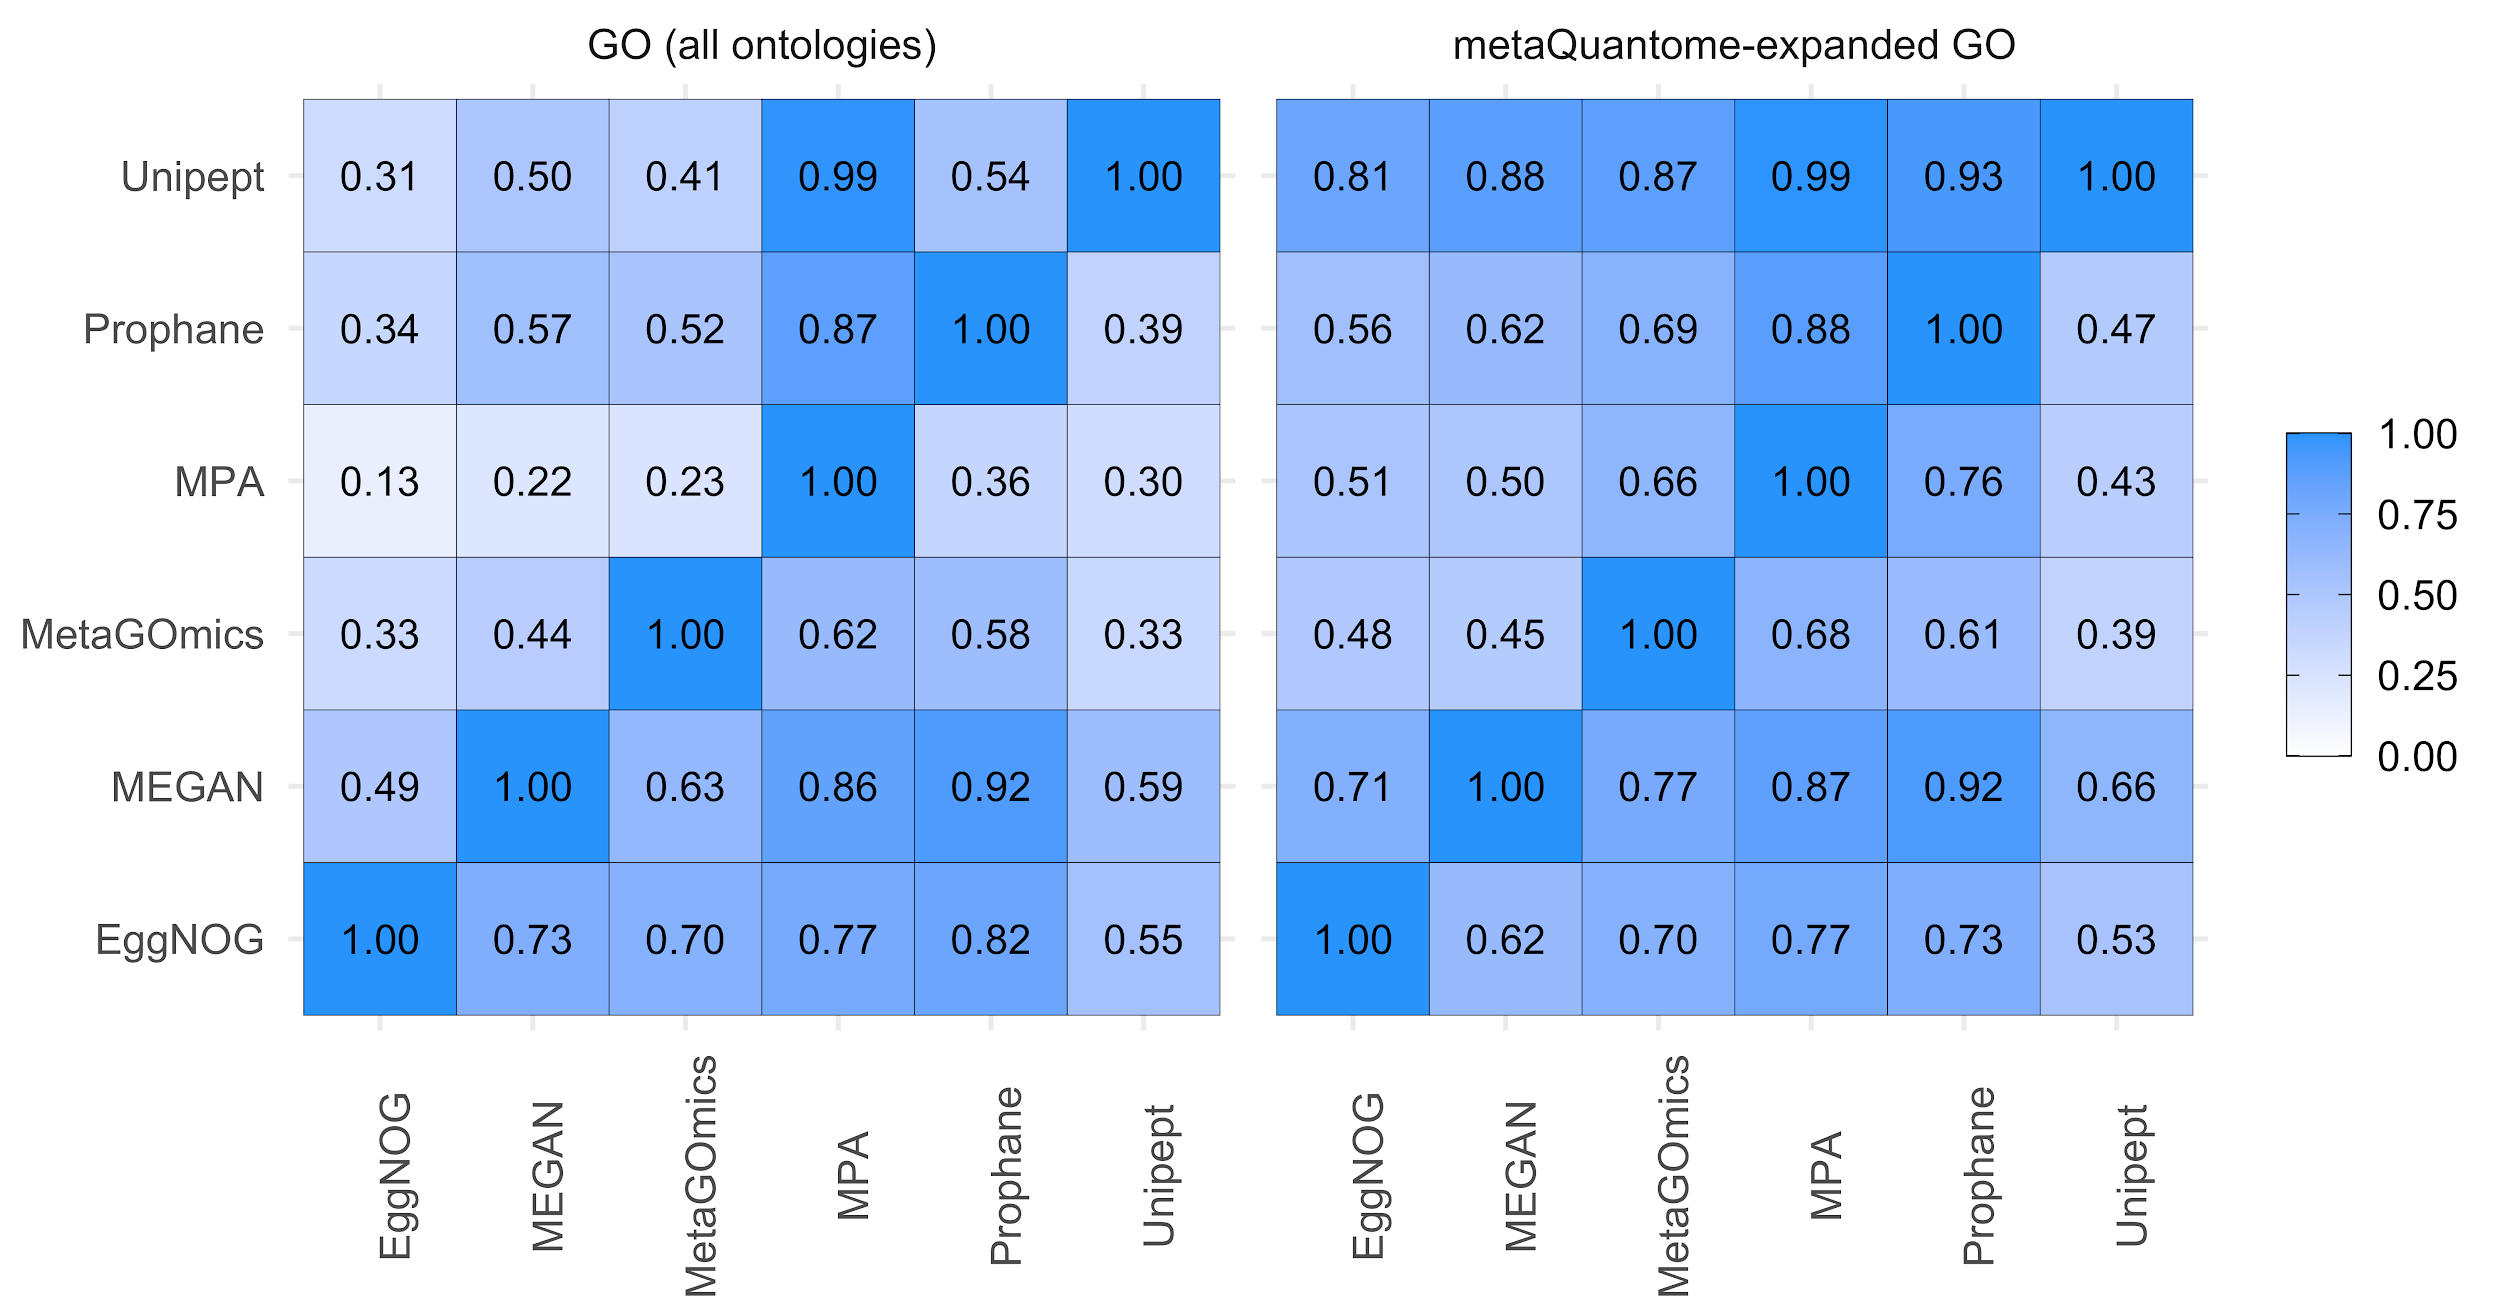 GO (all ontologies) metaQuantome-expanded GO
Unipept 0.31 0.50 0.41 0.99 0.54 1.00 0.81 0.88 0.87 0.99 0.93 1.00
Prophane 0.34 0.57 0.52 0.87 1.00 0.39 0.56 0.62 0.69 0.88 1.00 0.47
MPA 0.13 0.22 0.23 1.00 0.36 0.30 0.51 0.50 0.66 1.00 0.76 0.43
MetaGOmics 0.33 0.44 1.00 0.62 0.58 0.33 0.48 0.45 1.00 0.68 0.61 0.39
MEGAN 0.49 1.00 0.63 0.86 0.92 0.59 0.71 1.00 0.77 0.87 0.92 0.66
EggNOG 1.00 0.73 0.70 0.77 0.82 0.55 1.00 0.62 0.70 0.77 0.73 0.53
EggNOG MEGAN MetaGOmics MPA Prophane Unipept EggNOG MEGAN MetaGOmics MPA Prophane Unipept
1.00
0.75
0.50
0.25
0.00